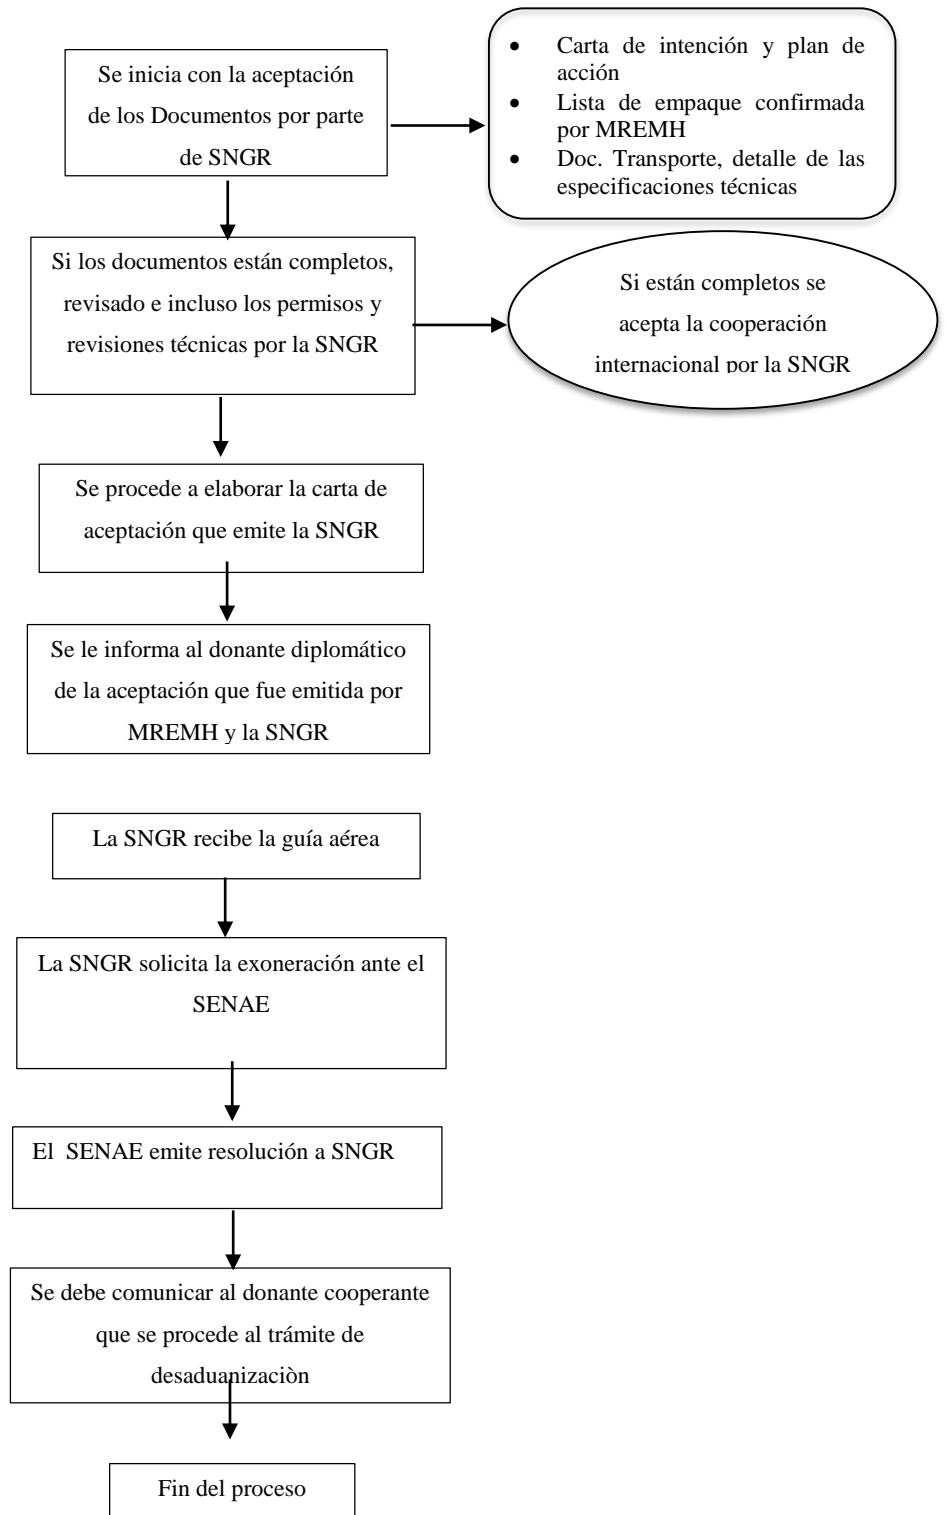 Se inicia con la aceptación
de los Documentos por parte
de SNGR
• Carta de intención y plan de
acción
• Lista de empaque confirmada
por MREMH
• Doc. Transporte, detalle de las
especificaciones técnicas
Si los documentos están completos,
revisado e incluso los permisos y
revisiones técnicas por la SNGR
Si están completos se
acepta la cooperación
internacional por la SNGR
Se procede a elaborar la carta de
aceptación que emite la SNGR
Se le informa al donante diplomático
de la aceptación que fue emitida por
MREMH y la SNGR
La SNGR recibe la guía aérea
La SNGR solicita la exoneración ante el
SENAE
El  SENAE emite resolución a SNGR
Se debe comunicar al donante cooperante
que se procede al trámite de
desaduanizaciòn
Fin del proceso